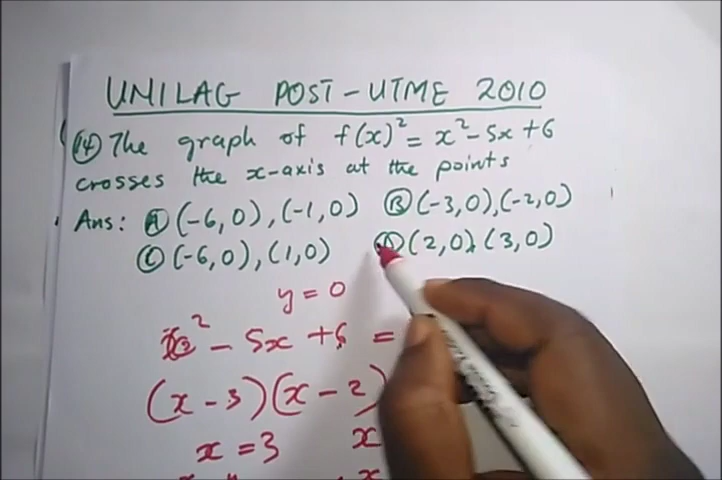 UNILAG POST-UTME 2010
(14) The graph of f(x)² = x² - 5x + 6
crosses the x-axis at the points
Ans: (A) (-6, 0), (-1, 0) (B) (-3, 0), (-2, 0)
(C) (-6, 0), (1, 0) (D) (2, 0), (3, 0)
y = 0
x² - 5x + 6 =
(x - 3)(x - 2)
x = 3 x